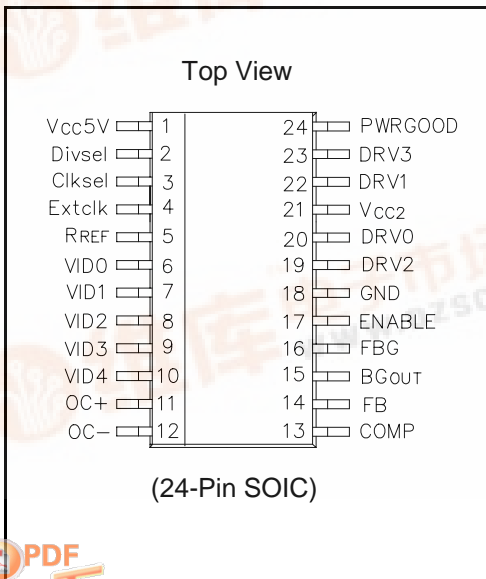 Top View
Vcc5V 1 24 PWRGOOD
Divsel 2 23 DRV3
Clksel 3 22 DRV1
Extclk 4 21 Vcc2
RREF 5 20 DRV0
VID0 6 19 DRV2
VID1 7 18 GND
VID2 8 17 ENABLE
VID3 9 16 FBG
VID4 10 15 BGOUT
OC+ 11 14 FB
OC− 12 13 COMP
(24-Pin SOIC)
PDF